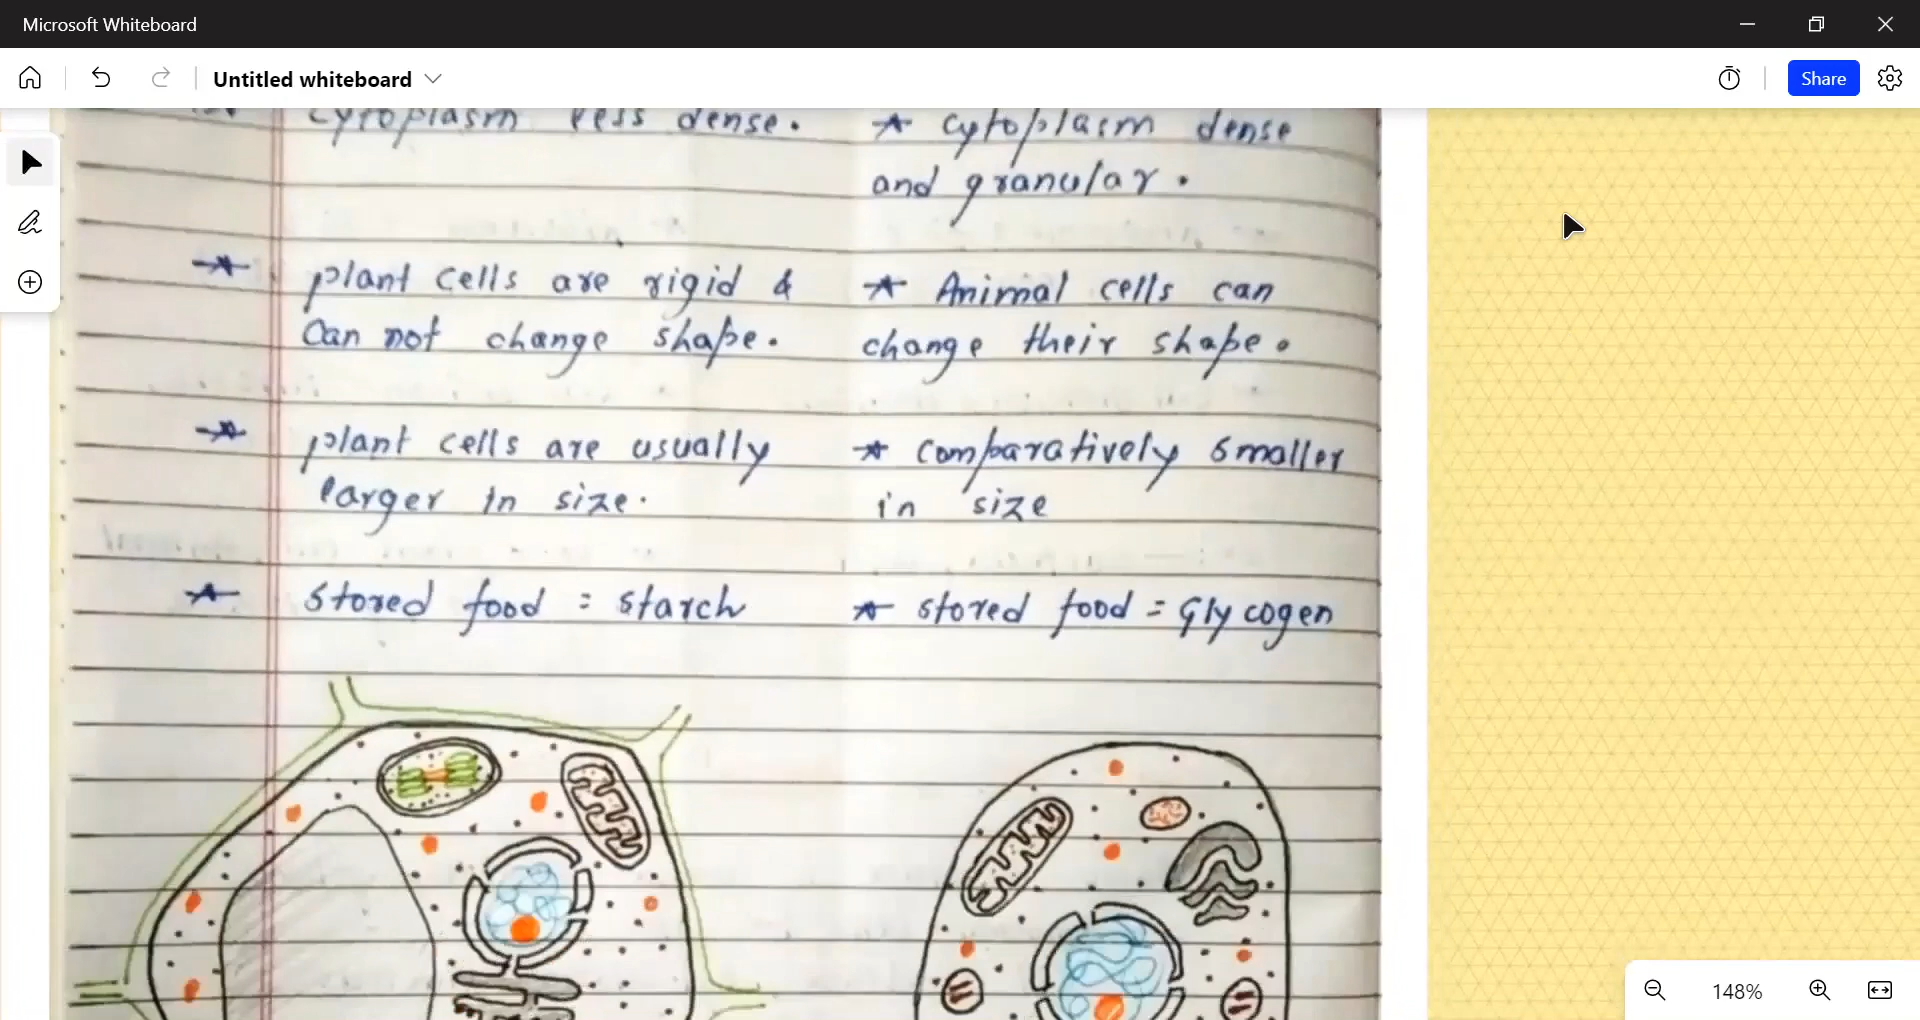 Microsoft Whiteboard
Untitled whiteboard
Share
Cytoplasm less dense.
★ cytoplasm dense
and granular.
★ plant cells are rigid &
Can not change shape.
★ Animal cells can
change their shape.
★ plant cells are usually
larger in size.
★ comparatively smaller
in size
★ stored food = starch
★ stored food = Glycogen
148%